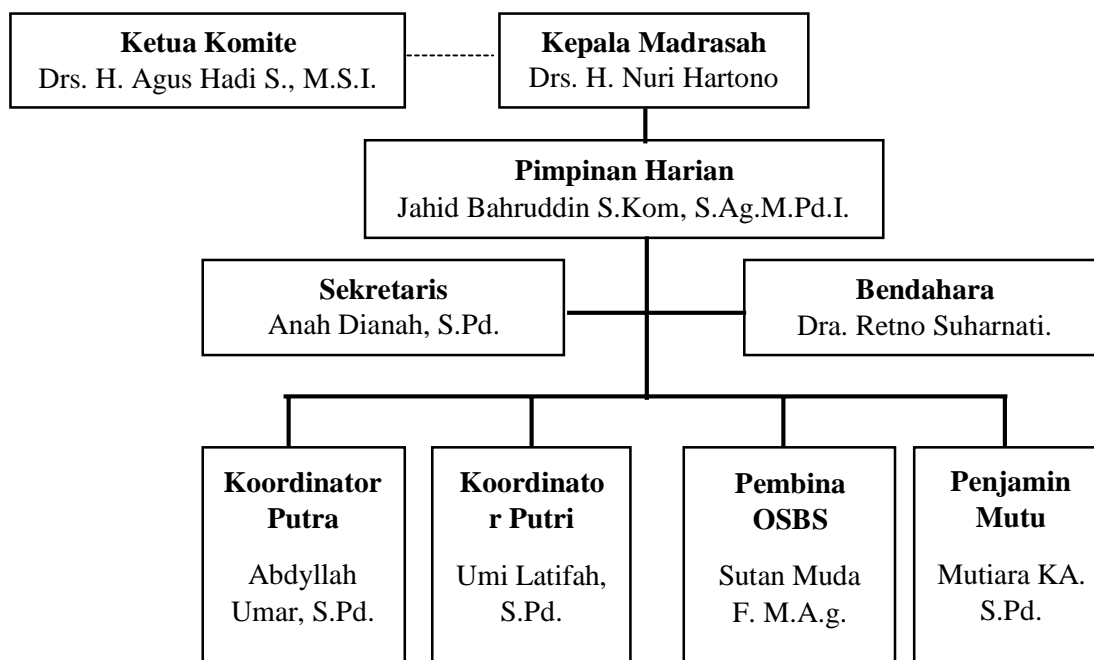 Ketua Komite
Drs. H. Agus Hadi S., M.S.I.
Kepala Madrasah
Drs. H. Nuri Hartono
Pimpinan Harian
Jahid Bahruddin S.Kom, S.Ag.M.Pd.I.
Sekretaris
Anah Dianah, S.Pd.
Bendahara
Dra. Retno Suharnati.
Koordinator
Putra
Abdyllah
Umar, S.Pd.
Koordinato
r Putri
Umi Latifah,
S.Pd.
Pembina
OSBS
Sutan Muda
F. M.A.g.
Penjamin
Mutu
Mutiara KA.
S.Pd.